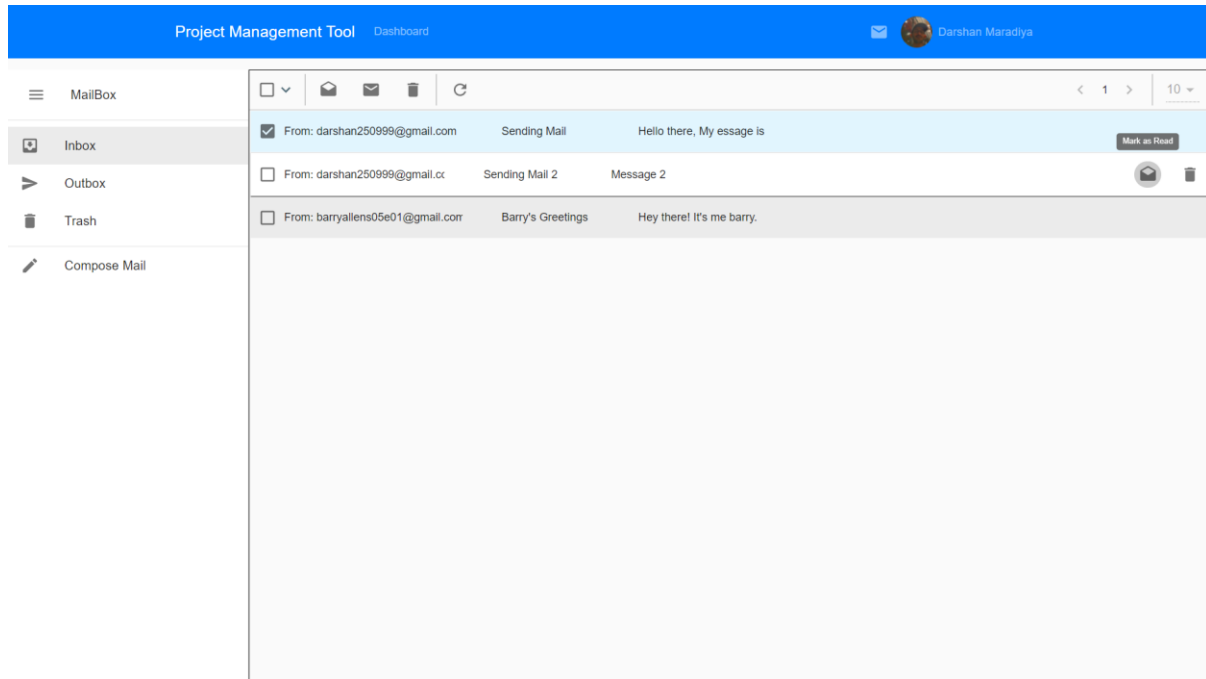 Project Management Tool Dashboard Darshan Maradiya
MailBox
1 10
Inbox
Outbox
Trash
Compose Mail
From: darshan250999@gmail.com Sending Mail Hello there, My essage is
Mark as Read
From: darshan250999@gmail.cc Sending Mail 2 Message 2
From: barryallens05e01@gmail.com Barry's Greetings Hey there! It's me barry.